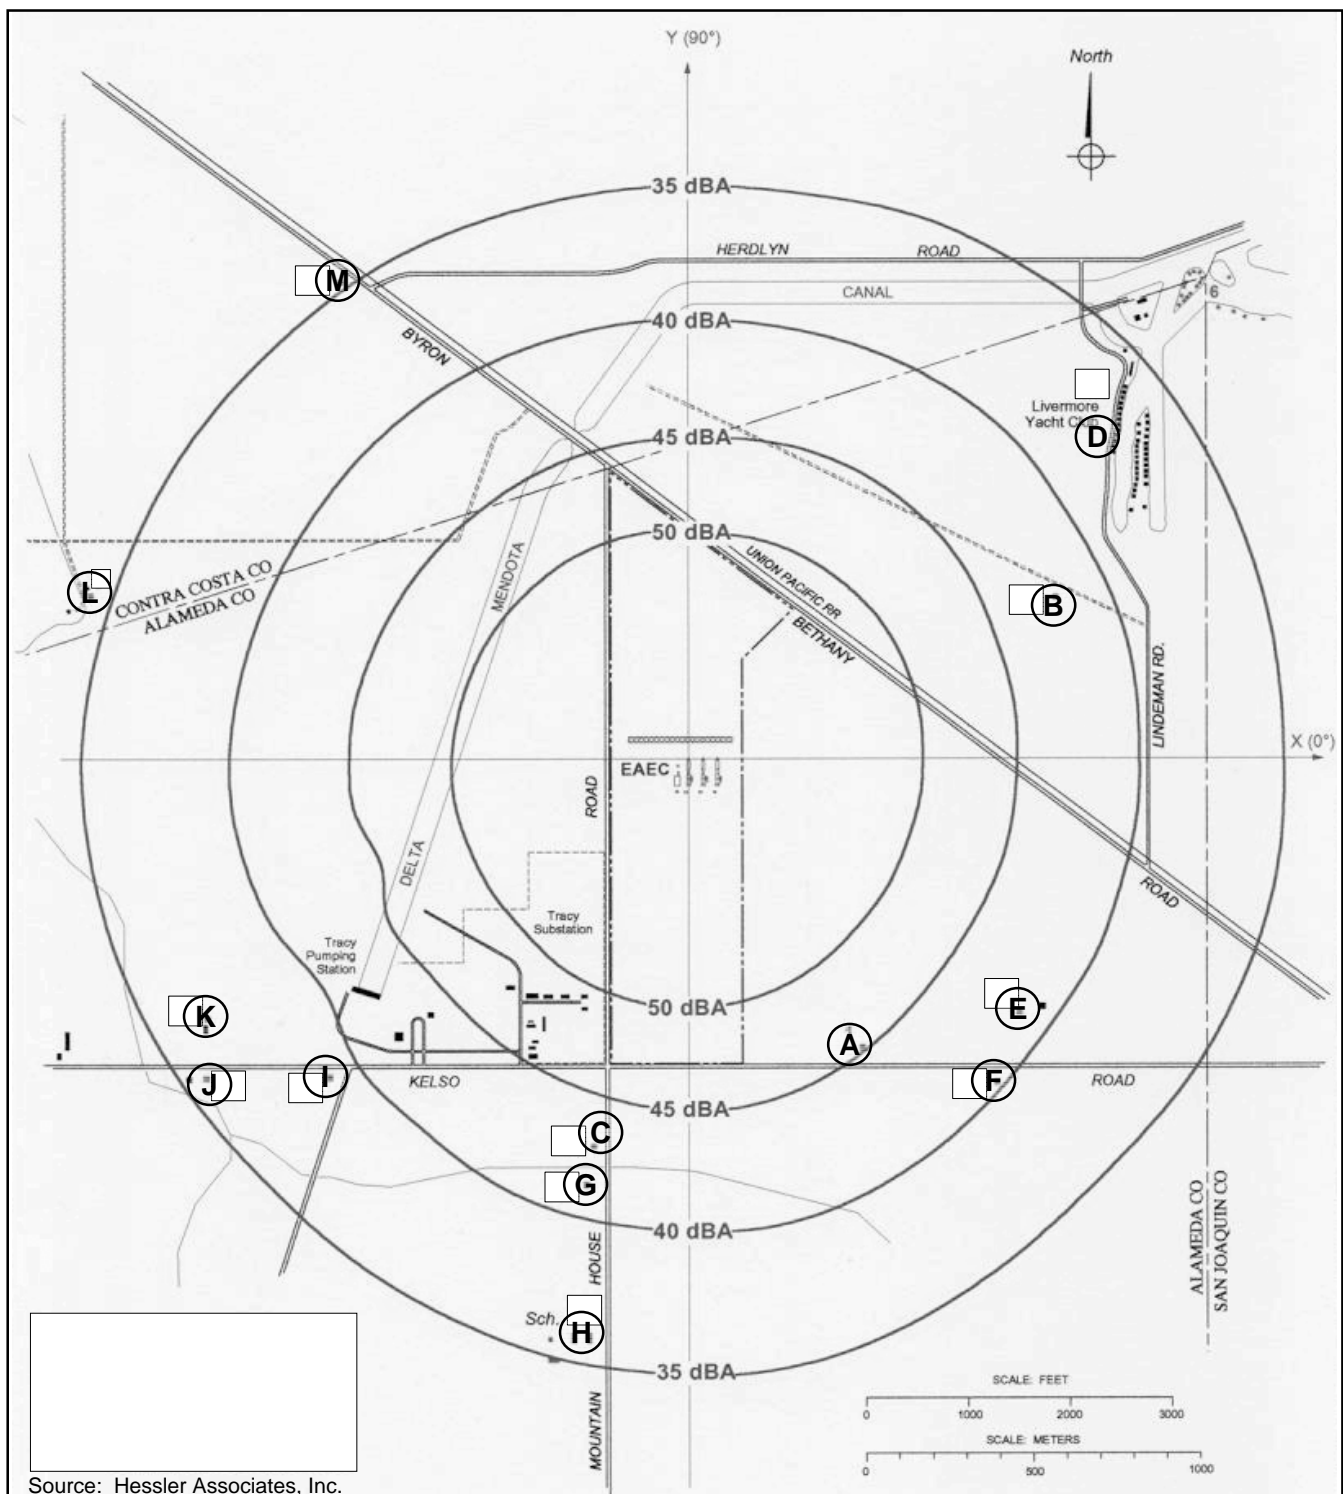 Y (90°)
North
35 dBA
HERDLYN ROAD
M
CANAL
6
40 dBA
BYRON
Livermore
Yacht Club
D
45 dBA
50 dBA
UNION PACIFIC RR
MENDOTA
CONTRA COSTA CO
ALAMEDA CO
L
B
BETHANY
LINDEMAN RD.
X (0°)
EAEC
ROAD
DELTA
ROAD
Tracy
Substation
Tracy
Pumping
Station
50 dBA
K
E
A
J
I
KELSO
F
ROAD
45 dBA
C
G
40 dBA
HOUSE
ALAMEDA CO
SAN JOAQUIN CO
Sch.
H
35 dBA
MOUNTAIN
SCALE: FEET
0 1000 2000 3000
SCALE: METERS
0 500 1000
Source: Hessler Associates, Inc.